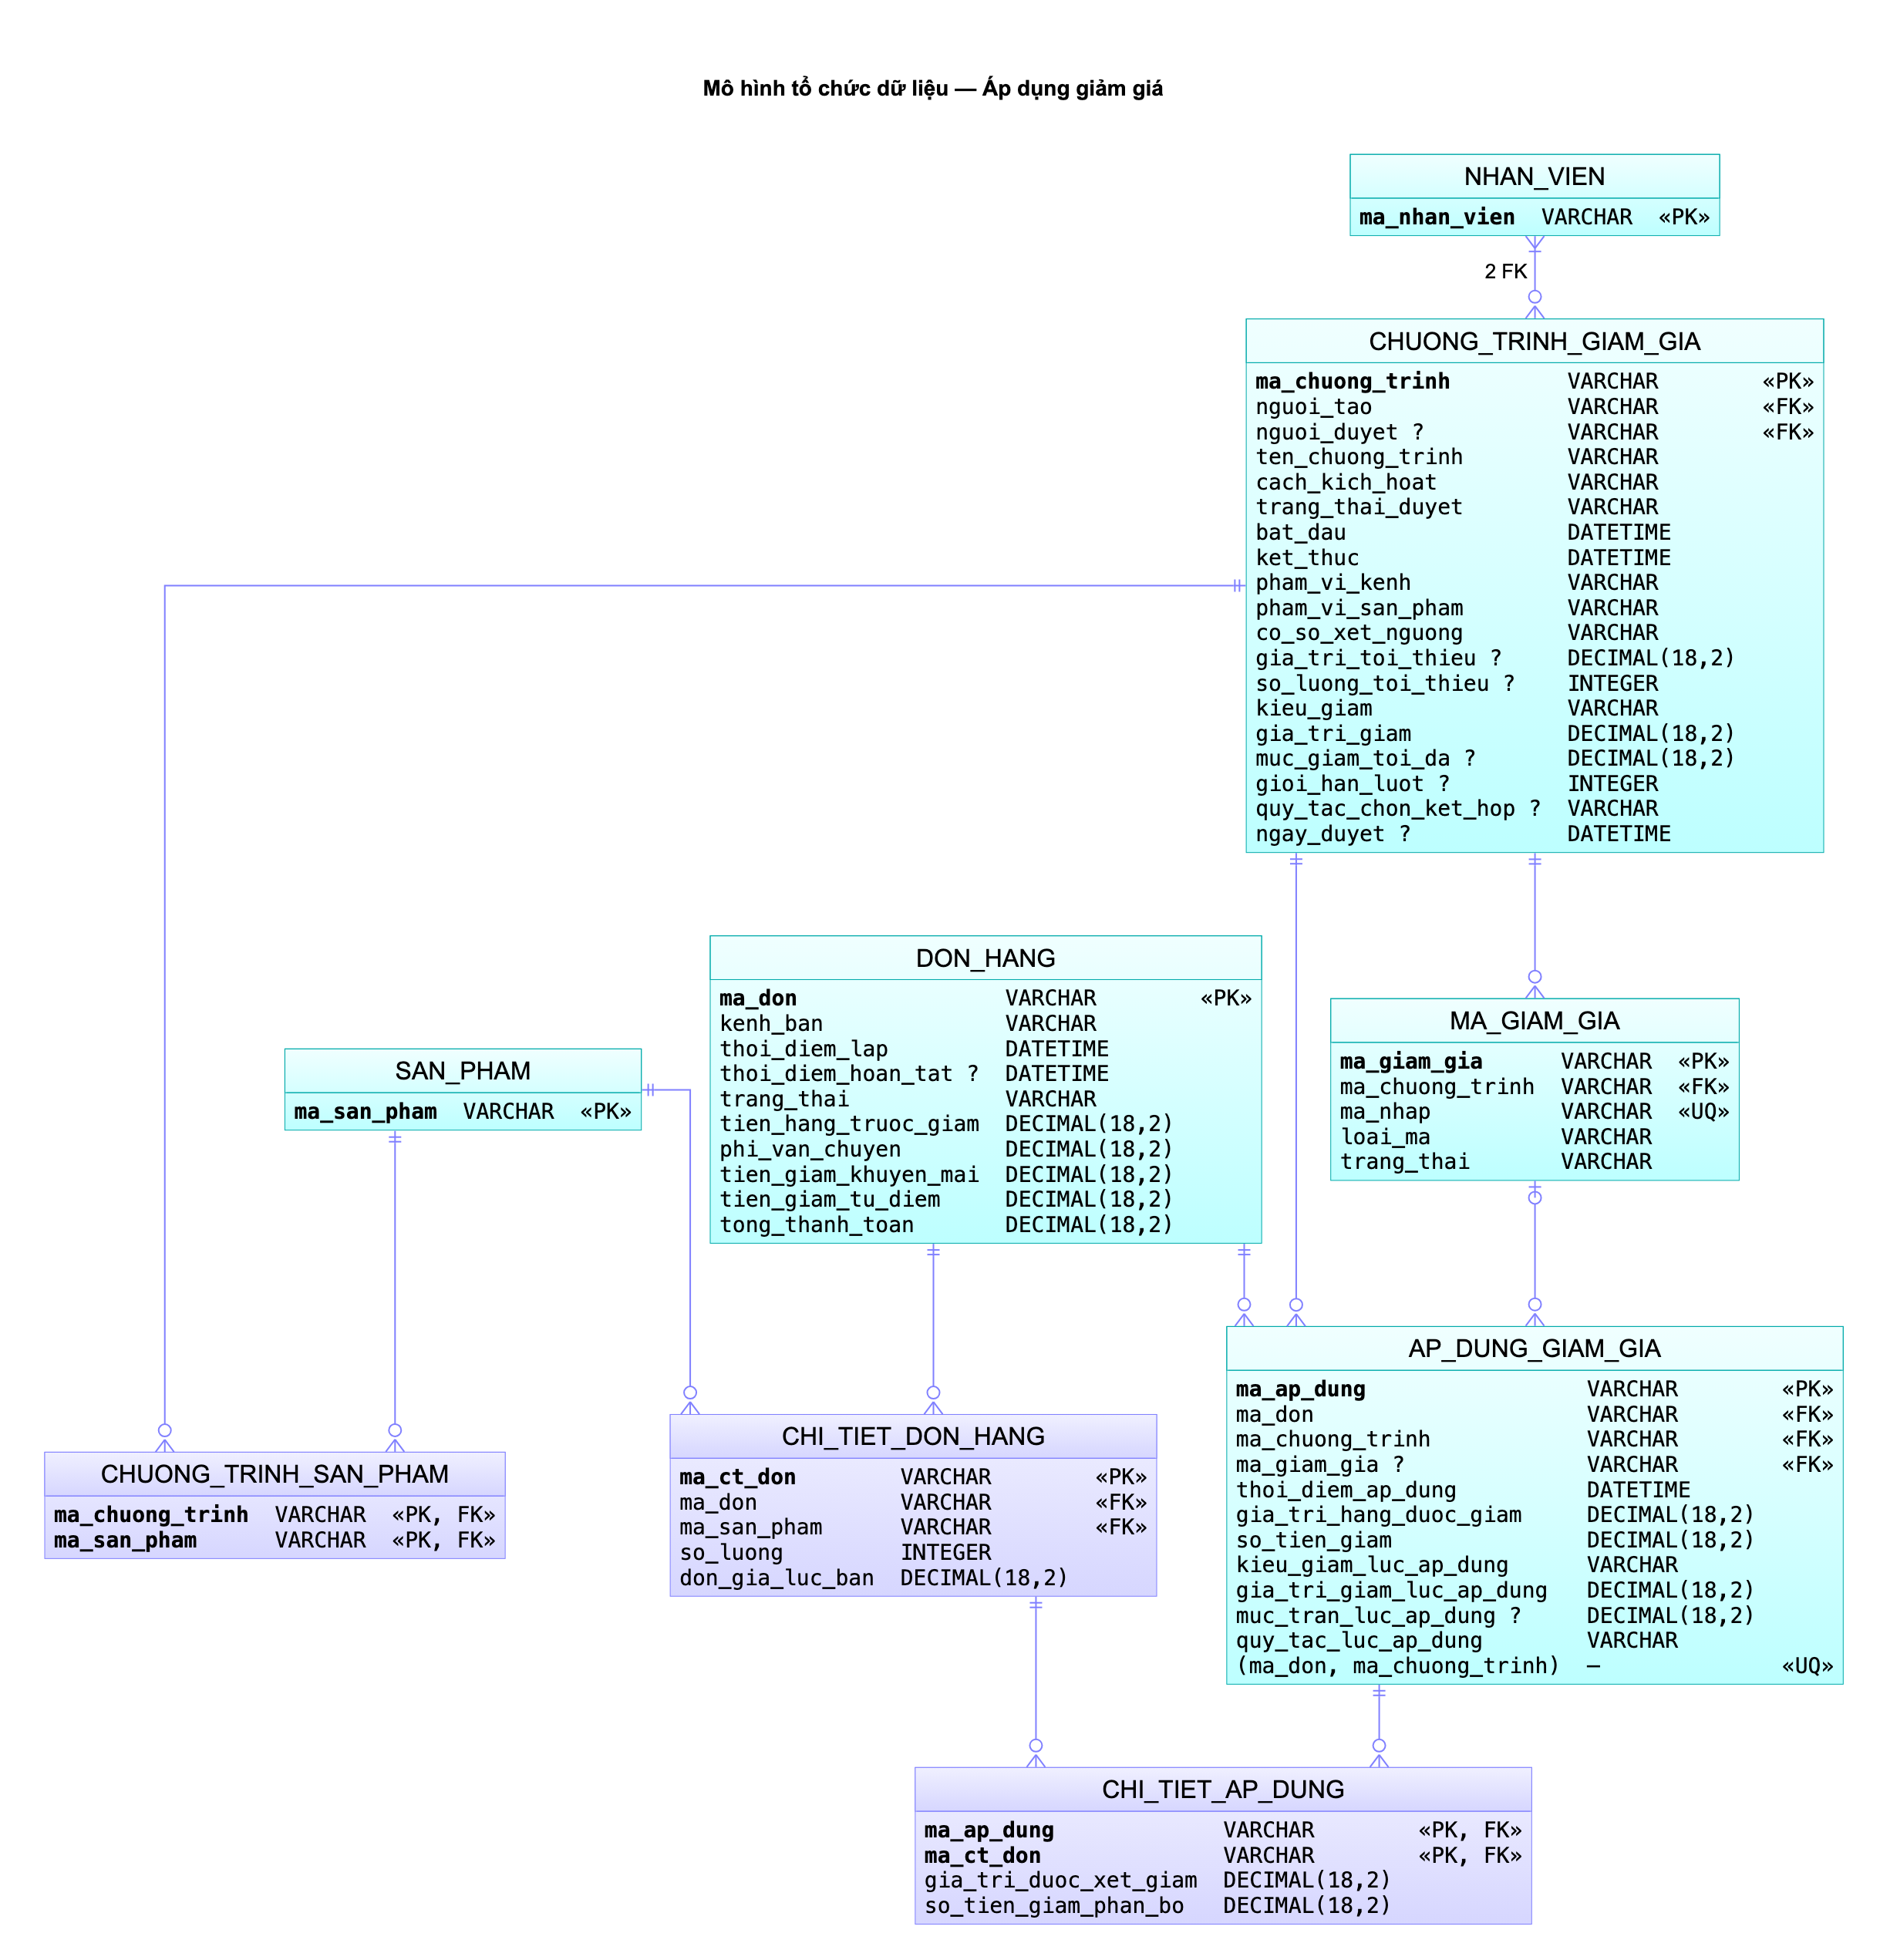 Mô hình tổ chức dữ liệu — Áp dụng giảm giá
NHAN_VIEN
ma_nhan_vien VARCHAR «PK»
2 FK
CHUONG_TRINH_GIAM_GIA
ma_chuong_trinh VARCHAR «PK»
nguoi_tao VARCHAR «FK»
nguoi_duyet ? VARCHAR «FK»
ten_chuong_trinh VARCHAR
cach_kich_hoat VARCHAR
trang_thai_duyet VARCHAR
bat_dau DATETIME
ket_thuc DATETIME
pham_vi_kenh VARCHAR
pham_vi_san_pham VARCHAR
co_so_xet_nguong VARCHAR
gia_tri_toi_thieu ? DECIMAL(18,2)
so_luong_toi_thieu ? INTEGER
kieu_giam VARCHAR
gia_tri_giam DECIMAL(18,2)
muc_giam_toi_da ? DECIMAL(18,2)
gioi_han_luot ? INTEGER
quy_tac_chon_ket_hop ? VARCHAR
ngay_duyet ? DATETIME
DON_HANG
ma_don VARCHAR «PK»
kenh_ban VARCHAR
thoi_diem_lap DATETIME
thoi_diem_hoan_tat ? DATETIME
trang_thai VARCHAR
tien_hang_truoc_giam DECIMAL(18,2)
phi_van_chuyen DECIMAL(18,2)
tien_giam_khuyen_mai DECIMAL(18,2)
tien_giam_tu_diem DECIMAL(18,2)
tong_thanh_toan DECIMAL(18,2)
MA_GIAM_GIA
ma_giam_gia VARCHAR «PK»
ma_chuong_trinh VARCHAR «FK»
ma_nhap VARCHAR «UQ»
loai_ma VARCHAR
trang_thai VARCHAR
SAN_PHAM
ma_san_pham VARCHAR «PK»
AP_DUNG_GIAM_GIA
ma_ap_dung VARCHAR «PK»
ma_don VARCHAR «FK»
ma_chuong_trinh VARCHAR «FK»
ma_giam_gia ? VARCHAR «FK»
thoi_diem_ap_dung DATETIME
gia_tri_hang_duoc_giam DECIMAL(18,2)
so_tien_giam DECIMAL(18,2)
kieu_giam_luc_ap_dung VARCHAR
gia_tri_giam_luc_ap_dung DECIMAL(18,2)
muc_tran_luc_ap_dung ? DECIMAL(18,2)
quy_tac_luc_ap_dung VARCHAR
(ma_don, ma_chuong_trinh) — «UQ»
CHI_TIET_DON_HANG
ma_ct_don VARCHAR «PK»
ma_don VARCHAR «FK»
ma_san_pham VARCHAR «FK»
so_luong INTEGER
don_gia_luc_ban DECIMAL(18,2)
CHUONG_TRINH_SAN_PHAM
ma_chuong_trinh VARCHAR «PK, FK»
ma_san_pham VARCHAR «PK, FK»
CHI_TIET_AP_DUNG
ma_ap_dung VARCHAR «PK, FK»
ma_ct_don VARCHAR «PK, FK»
gia_tri_duoc_xet_giam DECIMAL(18,2)
so_tien_giam_phan_bo DECIMAL(18,2)